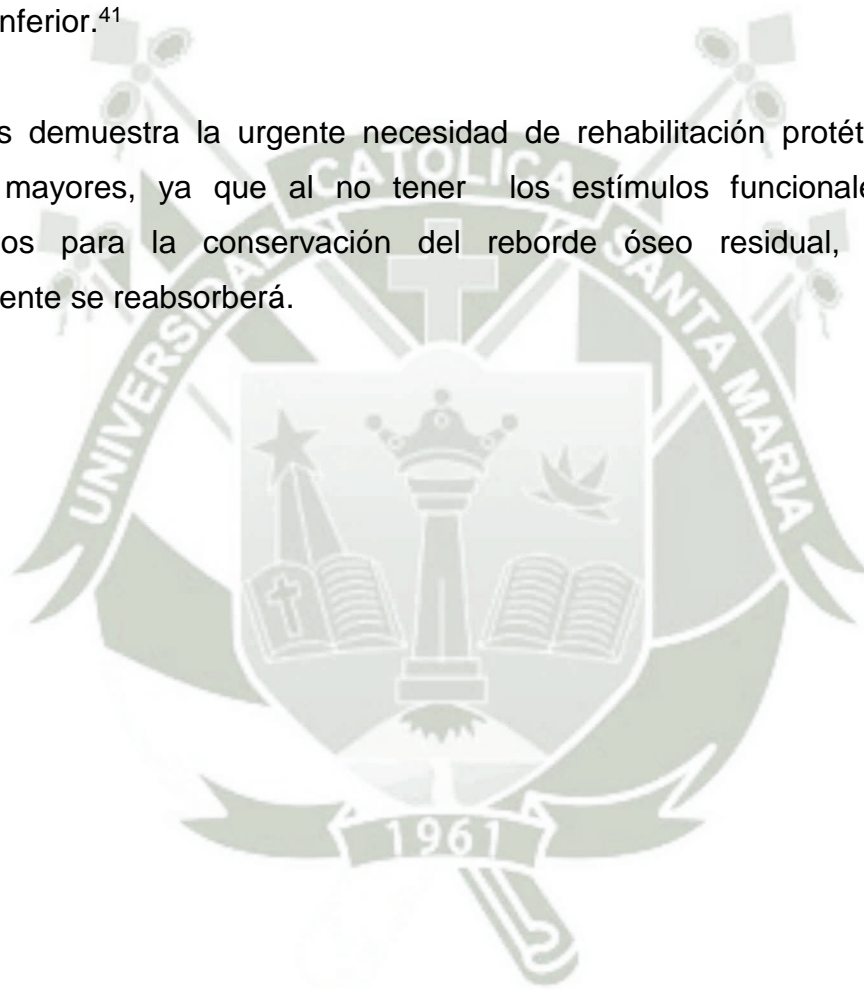 nferior.⁴¹
s demuestra la urgente necesidad de rehabilitación protét
mayores, ya que al no tener los estímulos funcionale
os para la conservación del reborde óseo residual,
ente se reabsorberá.
UNIVERSIDAD CATOLICA SANTA MARIA
1961